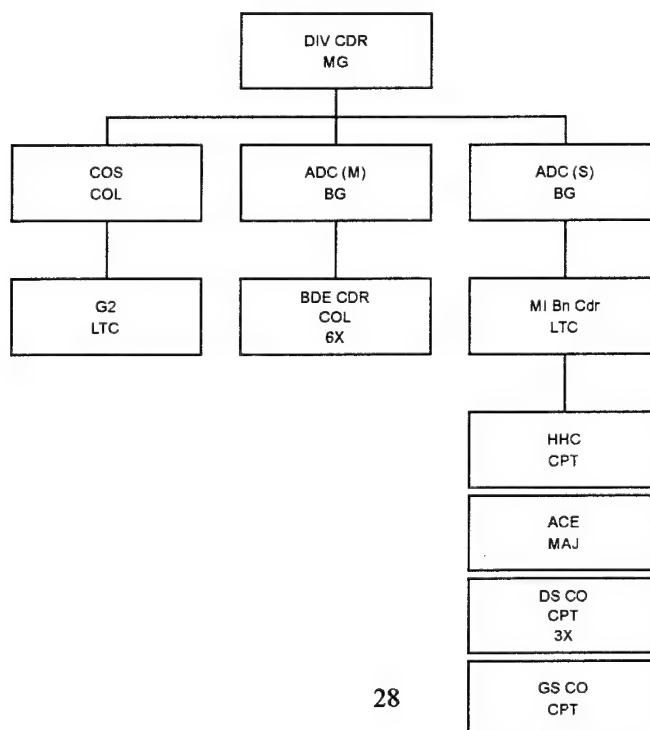 DIV CDR
MG
COS
COL
ADC (M)
BG
ADC (S)
BG
G2
LTC
BDE CDR
COL
6X
MI Bn Cdr
LTC
HHC
CPT
ACE
MAJ
DS CO
CPT
3X
GS CO
CPT
28